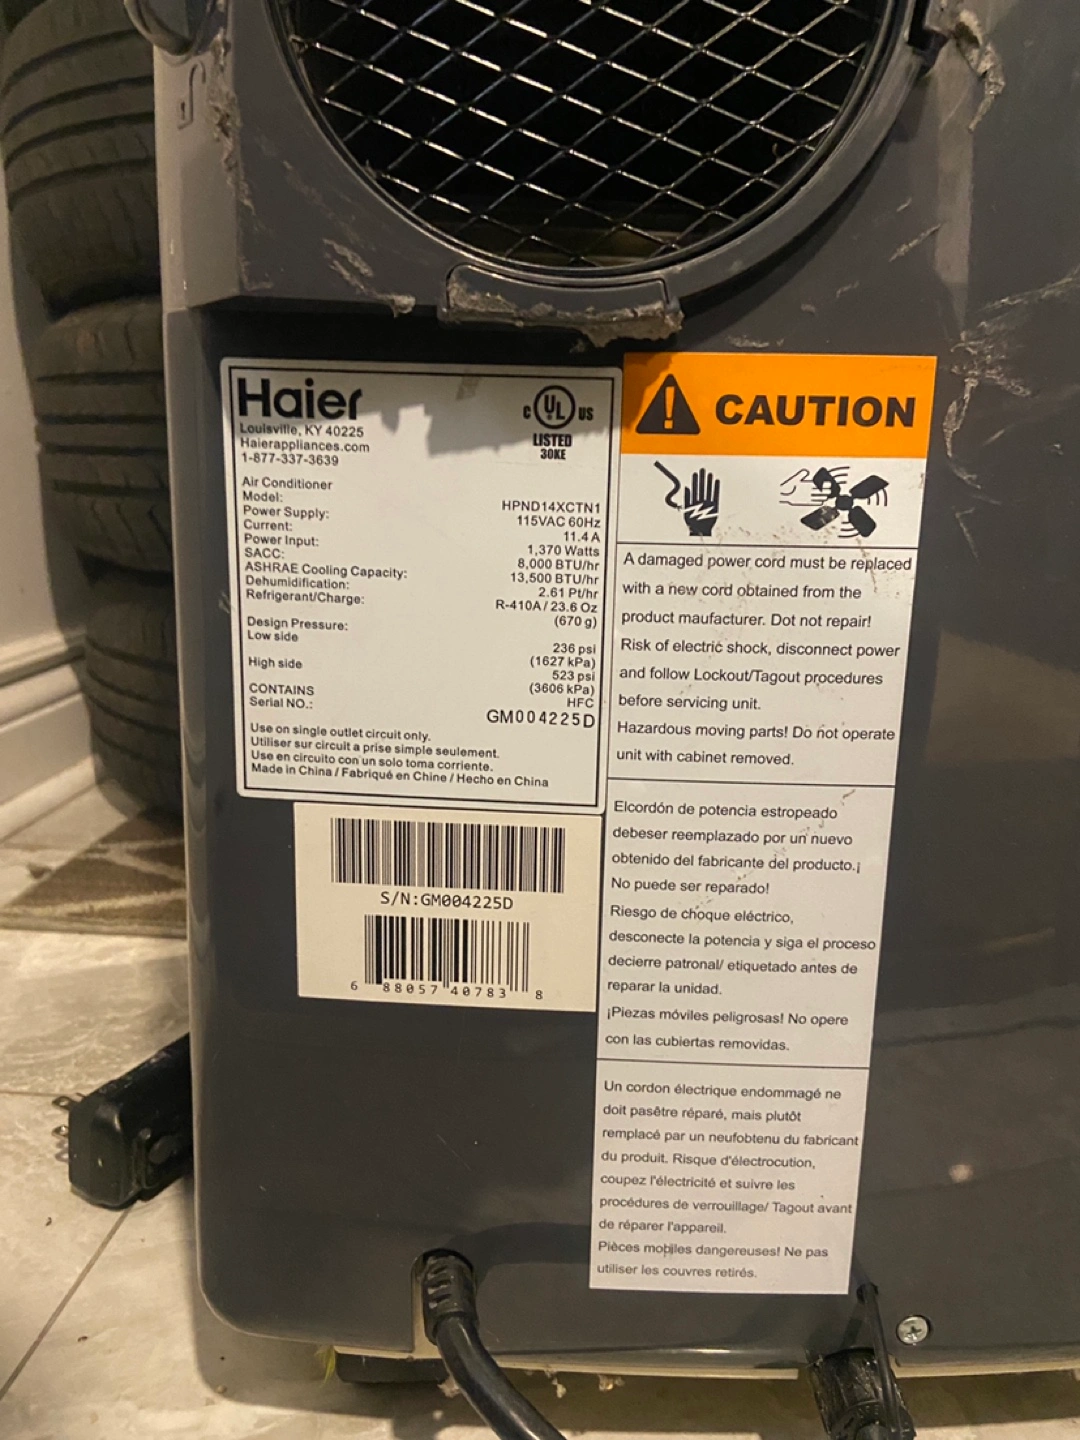 Haier
Louisville, KY 40225
Haierappliances.com
1-877-337-3639
C UL US
LISTED
30KE
Air Conditioner
Model: HPND14XCTN1
Power Supply: 115VAC 60Hz
Current: 11.4 A
Power Input: 1,370 Watts
SACC: 8,000 BTU/hr
ASHRAE Cooling Capacity: 13,500 BTU/hr
Dehumidification: 2.61 Pt/hr
Refrigerant/Charge: R-410A / 23.6 Oz
(670 g)
Design Pressure:
Low side 236 psi
(1627 kPa)
High side 523 psi
(3606 kPa)
CONTAINS HFC
Serial NO.: GM004225D
Use on single outlet circuit only.
Utiliser sur circuit a prise simple seulement.
Use en circuito con un solo toma corriente.
Made in China / Fabriqué en Chine / Hecho en China
S/N:GM004225D
6 88057 40783 8
CAUTION
A damaged power cord must be replaced
with a new cord obtained from the
product maufacturer. Dot not repair!
Risk of electric shock, disconnect power
and follow Lockout/Tagout procedures
before servicing unit.
Hazardous moving parts! Do not operate
unit with cabinet removed.
Elcordón de potencia estropeado
debeser reemplazado por un nuevo
obtenido del fabricante del producto.¡
No puede ser reparado!
Riesgo de choque eléctrico,
desconecte la potencia y siga el proceso
decierre patronal/ etiquetado antes de
reparar la unidad.
¡Piezas móviles peligrosas! No opere
con las cubiertas removidas.
Un cordon électrique endommagé ne
doit pasêtre réparé, mais plutôt
remplacé par un neufobtenu du fabricant
du produit. Risque d'électrocution,
coupez l'électricité et suivre les
procédures de verrouillage/ Tagout avant
de réparer l'appareil.
Pièces mobiles dangereuses! Ne pas
utiliser les couvres retirés.